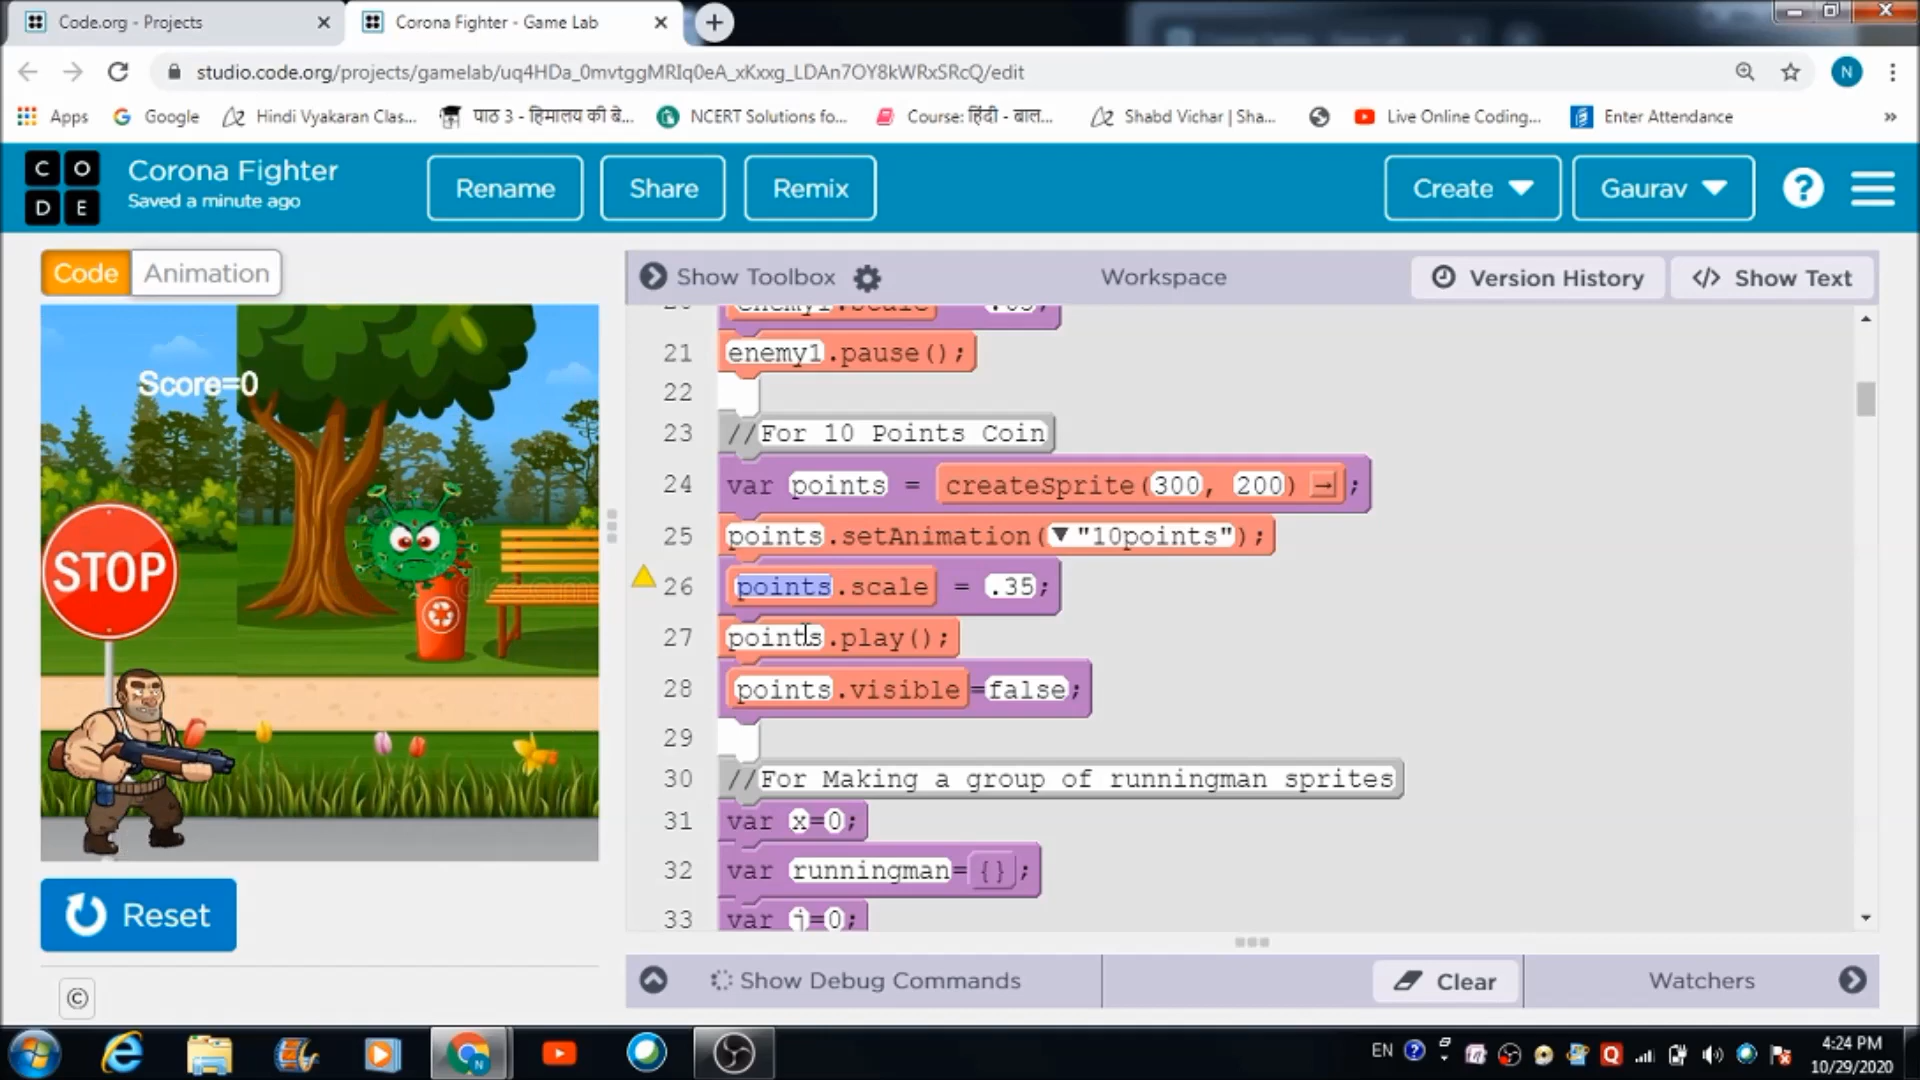 Code.org - Projects
Corona Fighter - Game Lab
studio.code.org/projects/gamelab/uq4HDa_0mvtggMRIq0eA_xKxxg_LDAn7OY8kWRxSRcQ/edit
N
Apps
Google
Hindi Vyakaran Clas...
पाठ 3 - हिमालय की बे...
NCERT Solutions fo...
Course: हिंदी - बाल...
Shabd Vichar | Sha...
Live Online Coding...
Enter Attendance
»
C O
D E
Corona Fighter
Saved a minute ago
Rename
Share
Remix
Create
Gaurav
?
Code
Animation
Show Toolbox
Workspace
Version History
</> Show Text
Score=0
STOP
20 enemy1.scale = .05;
21 enemy1.pause();
22
23 //For 10 Points Coin
24 var points = createSprite(300, 200);
25 points.setAnimation("10points");
26 points.scale = .35;
27 points.play();
28 points.visible=false;
29
30 //For Making a group of runningman sprites
31 var x=0;
32 var runningman={};
33 var j=0;
Reset
©
Show Debug Commands
Clear
Watchers
EN
4:24 PM
10/29/2020